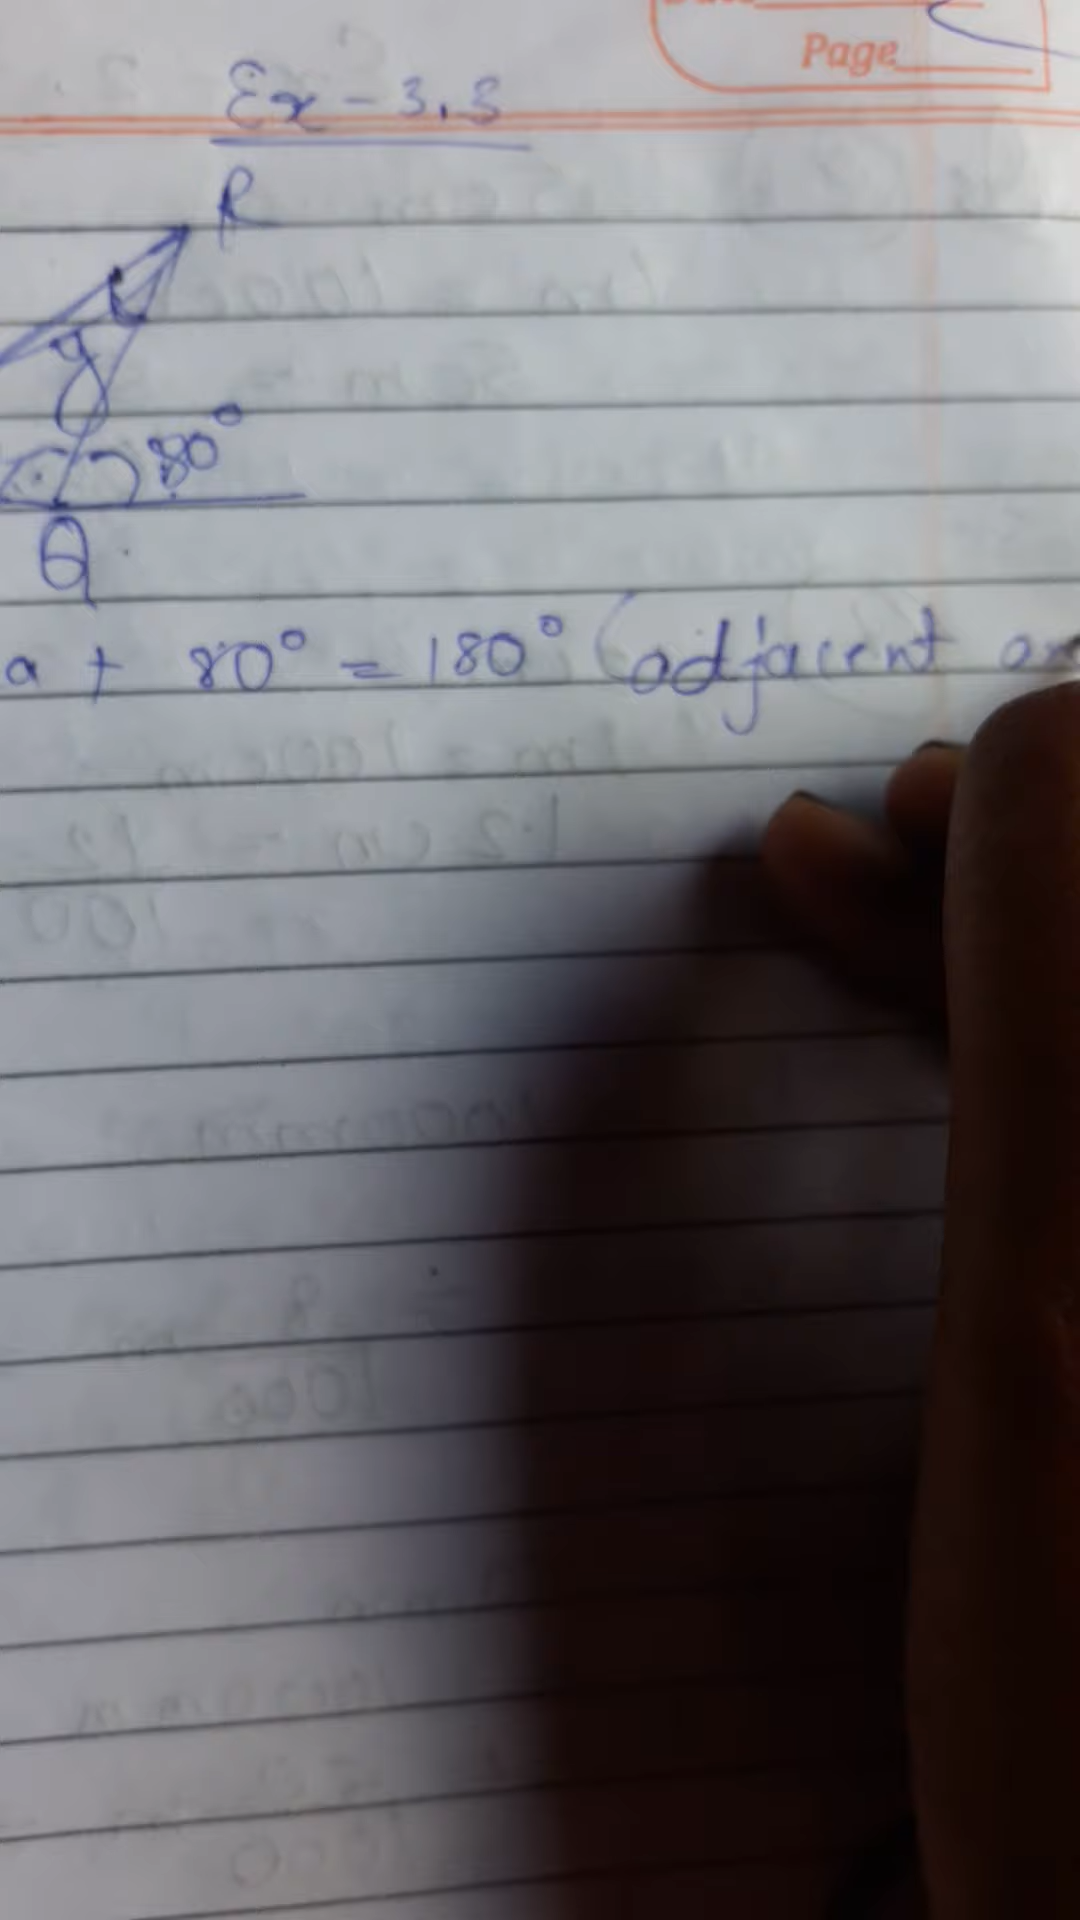 Page
Ex - 3.3
R
y
80°
Q
a + 80° = 180° (adjacent